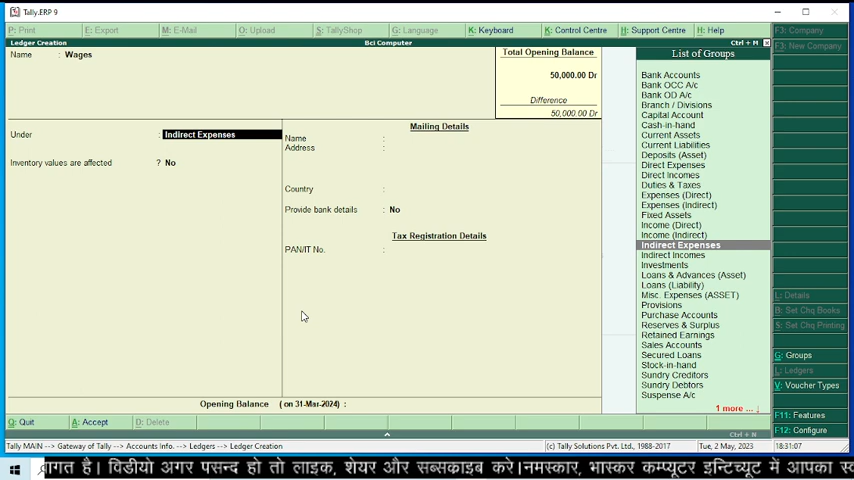 Tally.ERP 9
P: Print
E: Export
M: E-Mail
O: Upload
S: TallyShop
G: Language
K: Keyboard
K: Control Centre
H: Support Centre
H: Help
F3: Company
F3: New Company
Ledger Creation
Bci Computer
Ctrl + M
Name : Wages
Total Opening Balance
50,000.00 Dr
Difference
50,000.00 Dr
Under : Indirect Expenses
Inventory values are affected ? No
Mailing Details
Name :
Address :
Country :
Provide bank details : No
Tax Registration Details
PAN/IT No. :
Opening Balance ( on 31-Mar-2024) :
List of Groups
Bank Accounts
Bank OCC A/c
Bank OD A/c
Branch / Divisions
Capital Account
Cash-in-hand
Current Assets
Current Liabilities
Deposits (Asset)
Direct Expenses
Direct Incomes
Duties & Taxes
Expenses (Direct)
Expenses (Indirect)
Fixed Assets
Income (Direct)
Income (Indirect)
Indirect Expenses
Indirect Incomes
Investments
Loans & Advances (Asset)
Loans (Liability)
Misc. Expenses (ASSET)
Provisions
Purchase Accounts
Reserves & Surplus
Retained Earnings
Sales Accounts
Secured Loans
Stock-in-hand
Sundry Creditors
Sundry Debtors
Suspense A/c
1 more ... ↓
L: Details
B: Set Chq Books
S: Set Chq Printing
G: Groups
L: Ledgers
V: Voucher Types
F11: Features
F12: Configure
Q: Quit
A: Accept
D: Delete
Ctrl + N
Tally MAIN --> Gateway of Tally --> Accounts Info. --> Ledgers --> Ledger Creation
(c) Tally Solutions Pvt. Ltd., 1988-2017
Tue, 2 May, 2023
18:31:07
ागत है। विडीयो अगर पसन्द हो तो लाइक, शेयर और सब्सक्राइब करे।नमस्कार, भास्कर कम्प्यूटर इन्टिच्यूट में आपका स्व